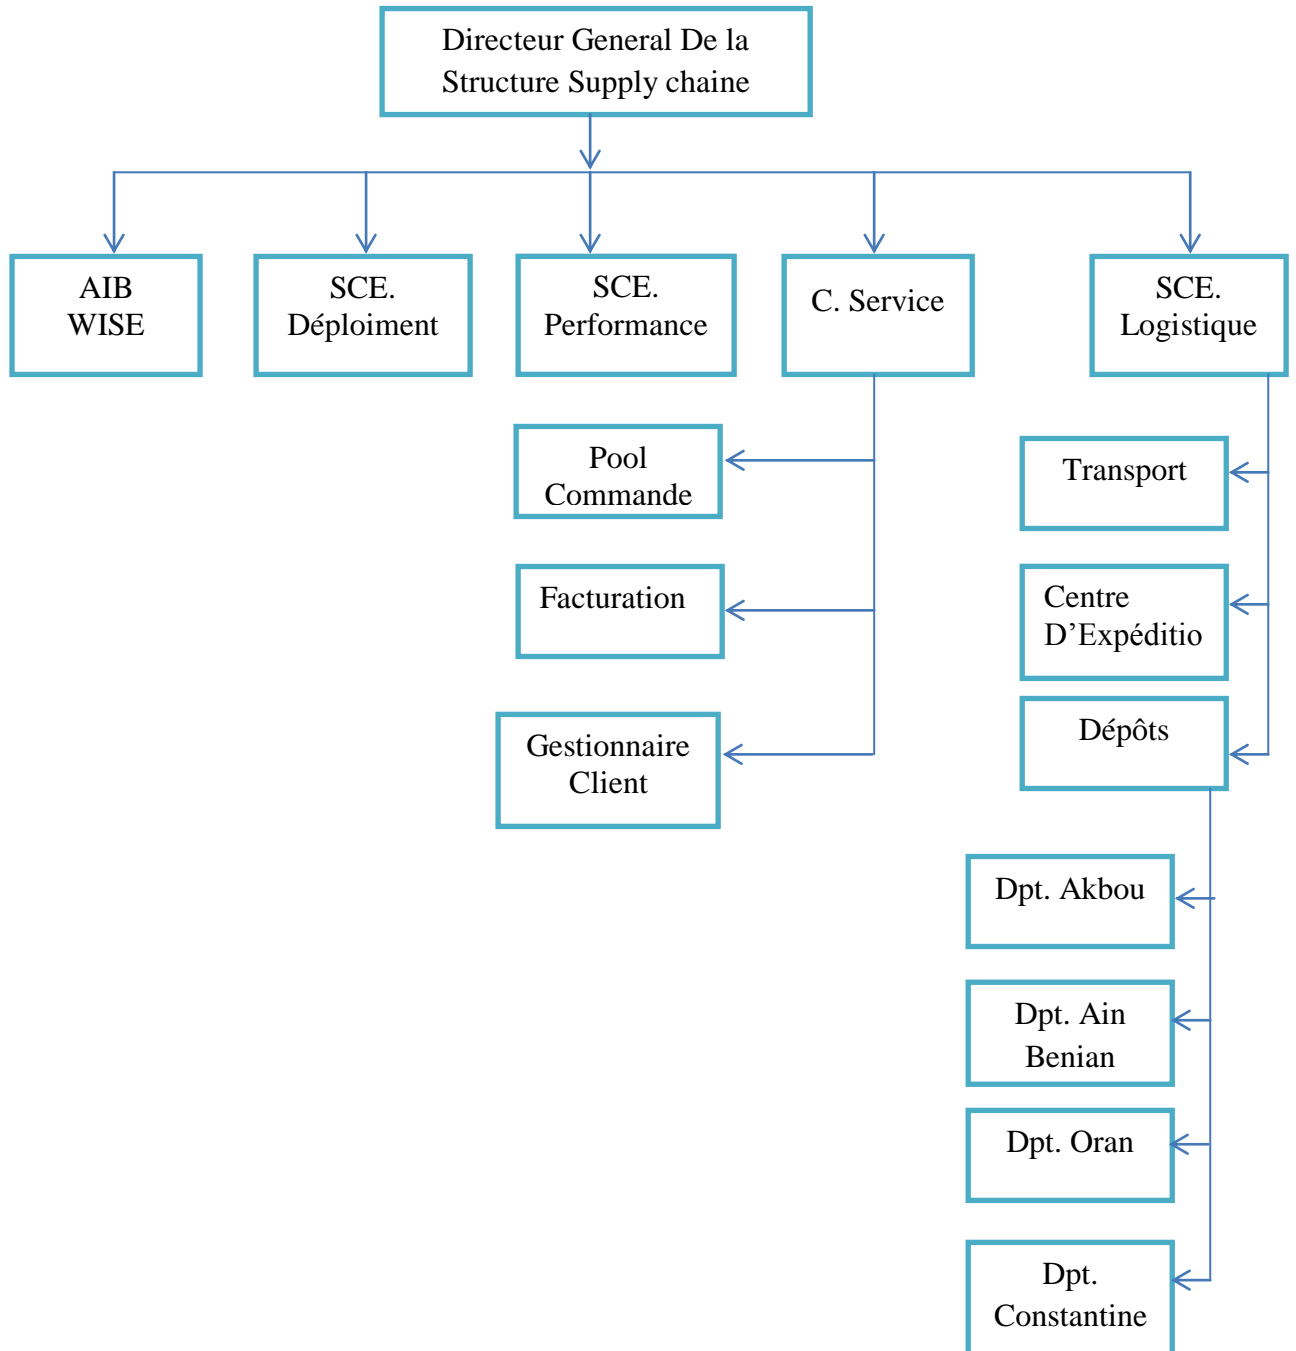 Directeur General De la
Structure Supply chaine
AIB
WISE
SCE.
Déploiment
SCE.
Performance
C. Service
SCE.
Logistique
Pool
Commande
Transport
Facturation
Centre
D’Expéditio
Gestionnaire
Client
Dépôts
Dpt. Akbou
Dpt. Ain
Benian
Dpt. Oran
Dpt.
Constantine